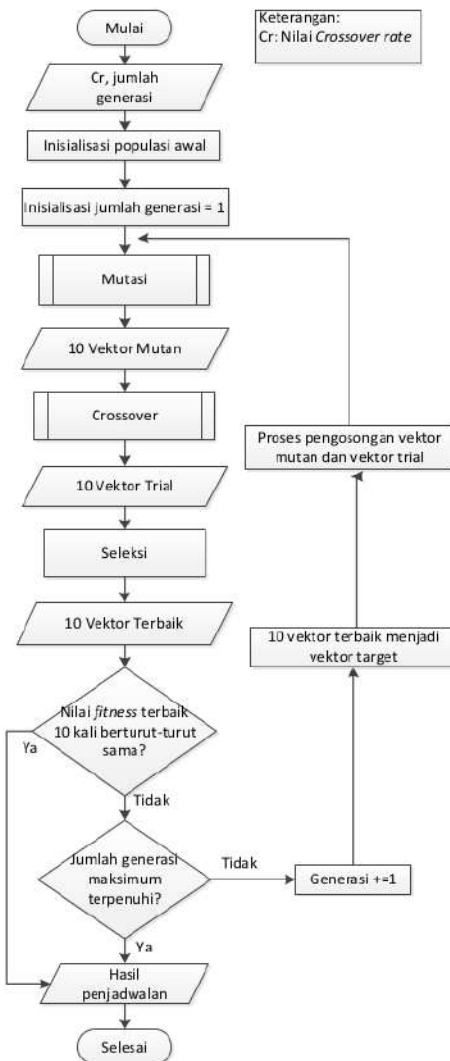 Mulai
Keterangan:
Cr: Nilai Crossover rate
Cr, jumlah
generasi
Inisialisasi populasi awal
Inisialisasi jumlah generasi = 1
Mutasi
10 Vektor Mutan
Crossover
Proses pengosongan vektor
mutan dan vektor trial
10 Vektor Trial
Seleksi
10 Vektor Terbaik
10 vektor terbaik menjadi
vektor target
Nilai fitness terbaik
10 kali berturut-turut
sama?
Ya
Tidak
Jumlah generasi
maksimum
terpenuhi?
Tidak
Generasi +=1
Ya
Hasil
penjadwalan
Selesai